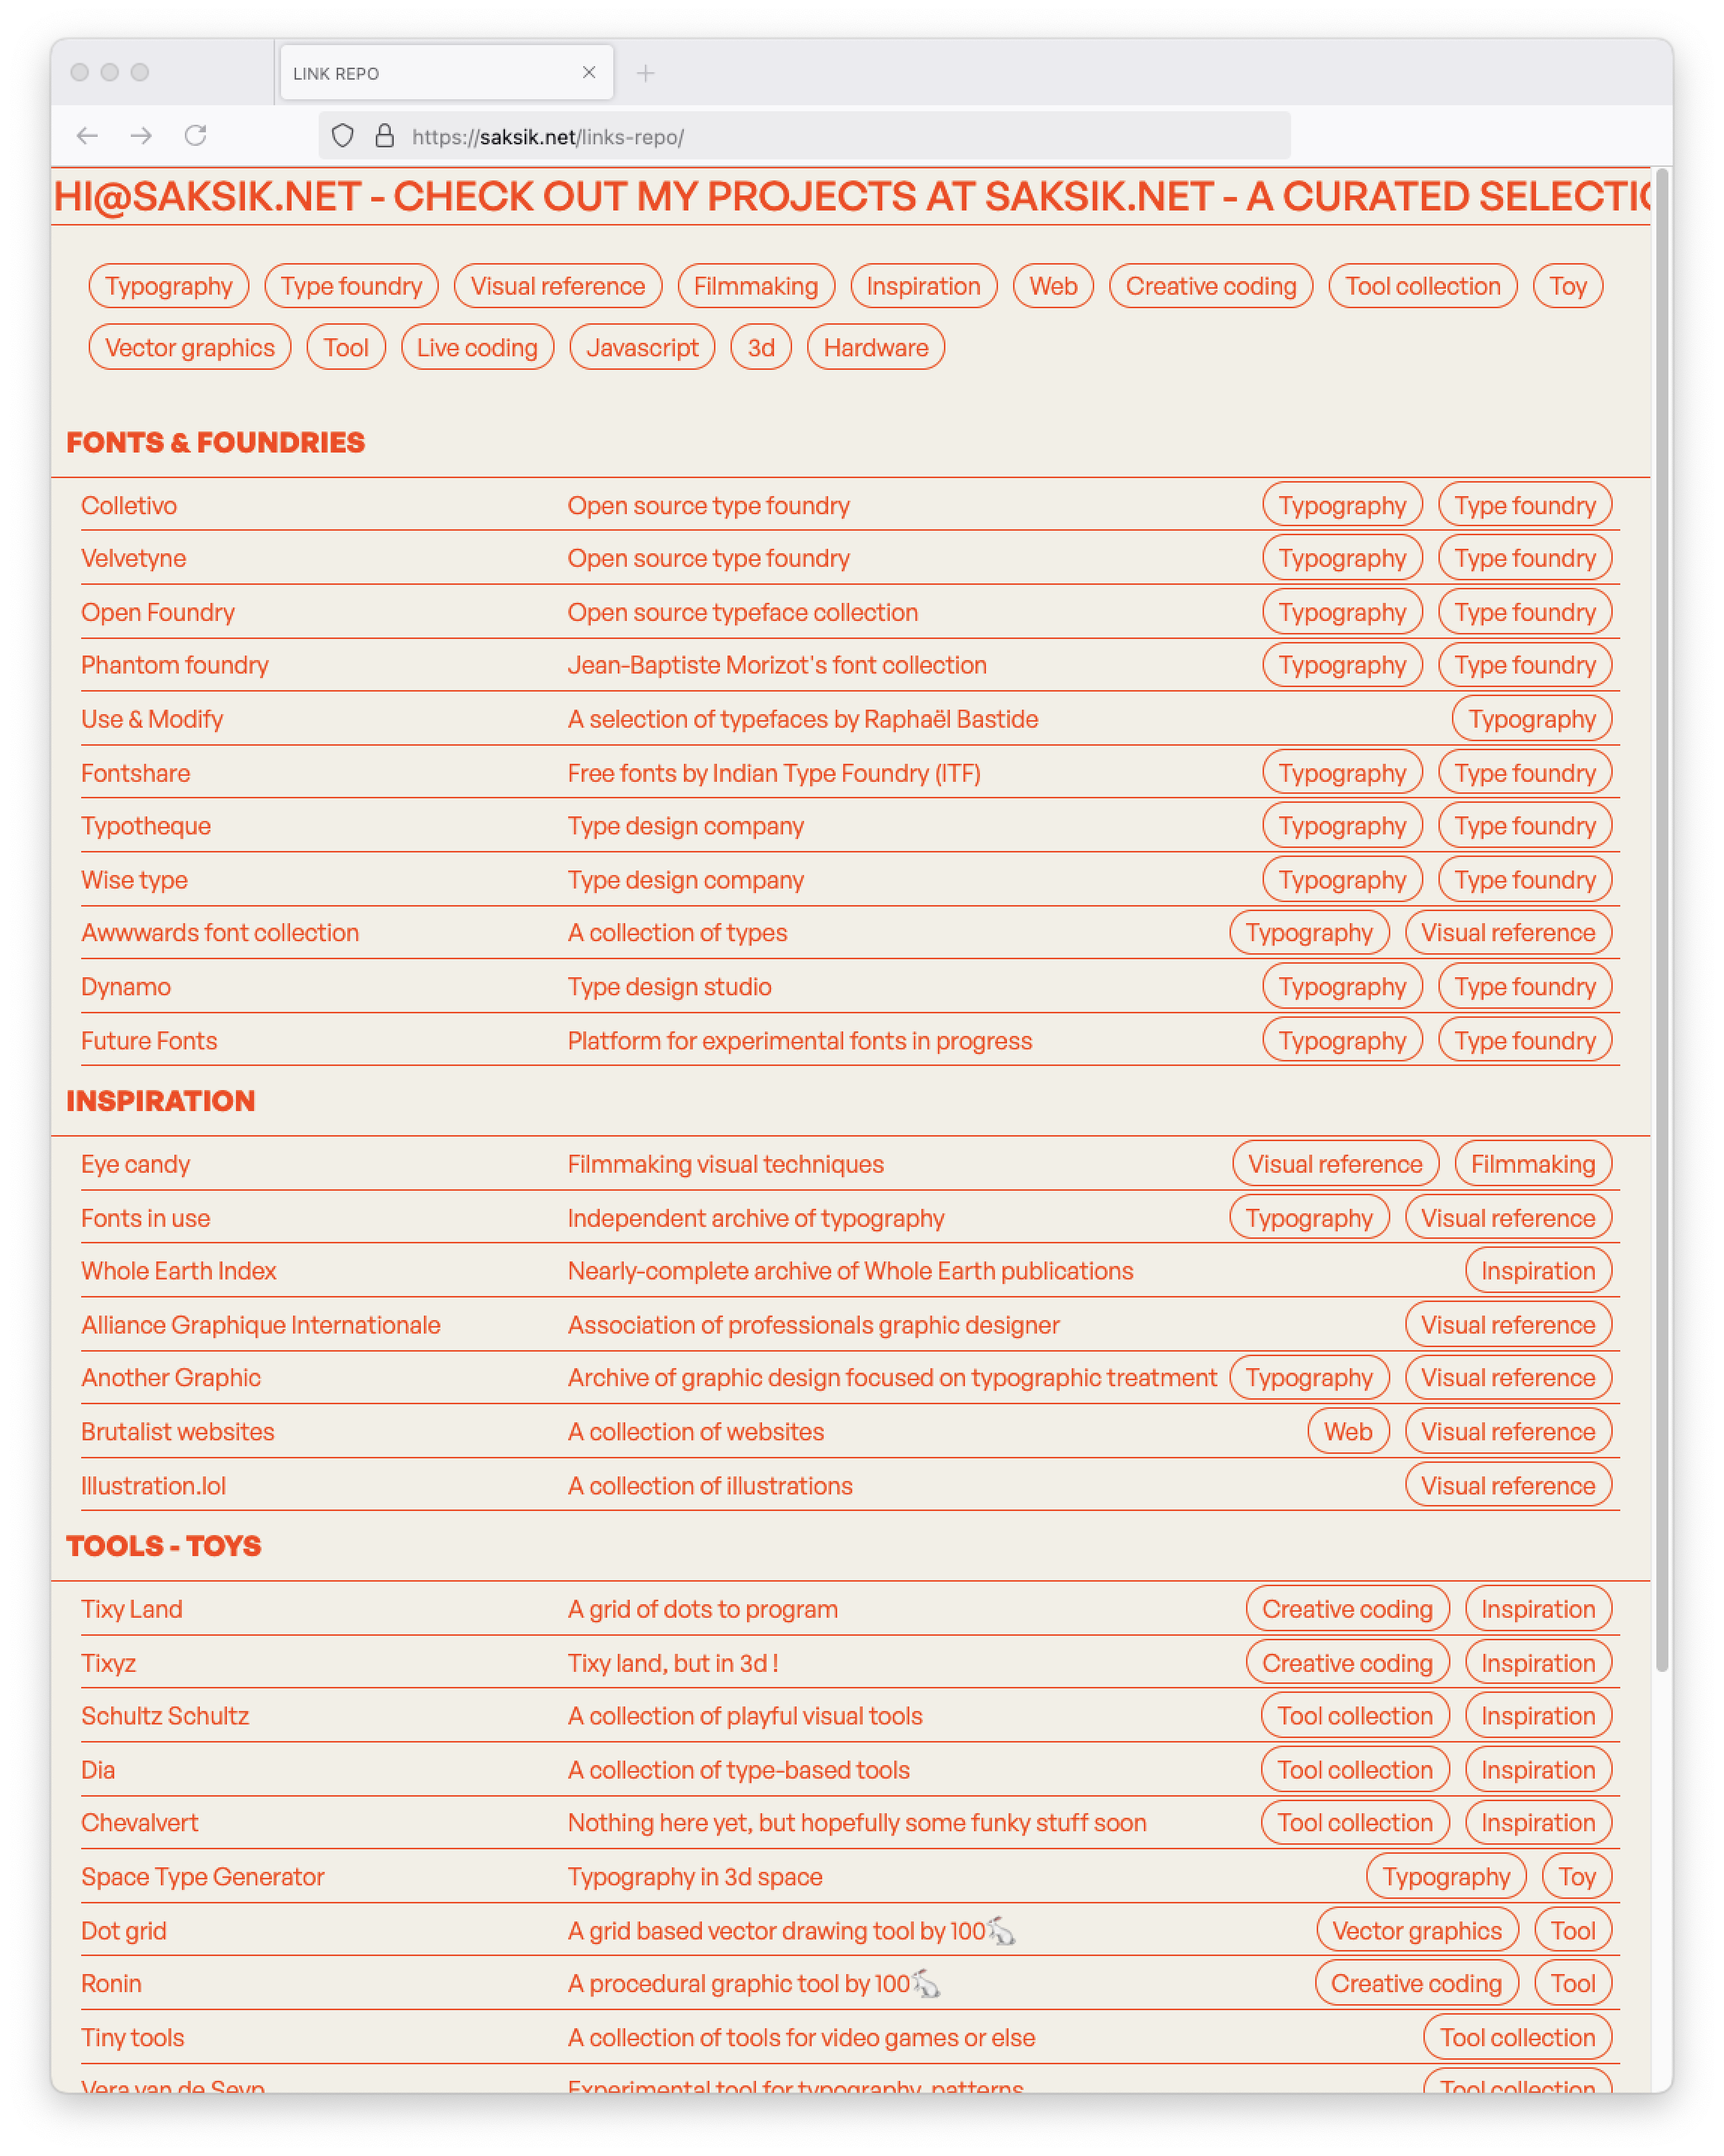 LINK REPO
https://saksik.net/links-repo/
HI@SAKSIK.NET - CHECK OUT MY PROJECTS AT SAKSIK.NET - A CURATED
Typography Type foundry Visual reference Filmmaking Inspiration Web Creative coding Tool collection Toy
Vector graphics Tool Live coding Javascript 3d Hardware
FONTS & FOUNDRIES
Colletivo Open source type foundry Typography Type foundry
Velvetyne Open source type foundry Typography Type foundry
Open Foundry Open source typeface collection Typography Type foundry
Phantom foundry Jean-Baptiste Morizot's font collection Typography Type foundry
Use & Modify A selection of typefaces by Raphaël Bastide Typography
Fontshare Free fonts by Indian Type Foundry (ITF) Typography Type foundry
Typotheque Type design company Typography Type foundry
Wise type Type design company Typography Type foundry
Awwwards font collection A collection of types Typography Visual reference
Dynamo Type design studio Typography Type foundry
Future Fonts Platform for experimental fonts in progress Typography Type foundry
INSPIRATION
Eye candy Filmmaking visual techniques Visual reference Filmmaking
Fonts in use Independent archive of typography Typography Visual reference
Whole Earth Index Nearly-complete archive of Whole Earth publications Inspiration
Alliance Graphique Internationale Association of professionals graphic designer Visual reference
Another Graphic Archive of graphic design focused on typographic treatment Typography Visual reference
Brutalist websites A collection of websites Web Visual reference
Illustration.lol A collection of illustrations Visual reference
TOOLS - TOYS
Tixy Land A grid of dots to program Creative coding Inspiration
Tixyz Tixy land, but in 3d ! Creative coding Inspiration
Schultz Schultz A collection of playful visual tools Tool collection Inspiration
Dia A collection of type-based tools Tool collection Inspiration
Chevalvert Nothing here yet, but hopefully some funky stuff soon Tool collection Inspiration
Space Type Generator Typography in 3d space Typography Toy
Dot grid A grid based vector drawing tool by 100🐇 Vector graphics Tool
Ronin A procedural graphic tool by 100🐇 Creative coding Tool
Tiny tools A collection of tools for video games or else Tool collection
Vera van de Seyp Experimental tool for typography, patterns Tool collection